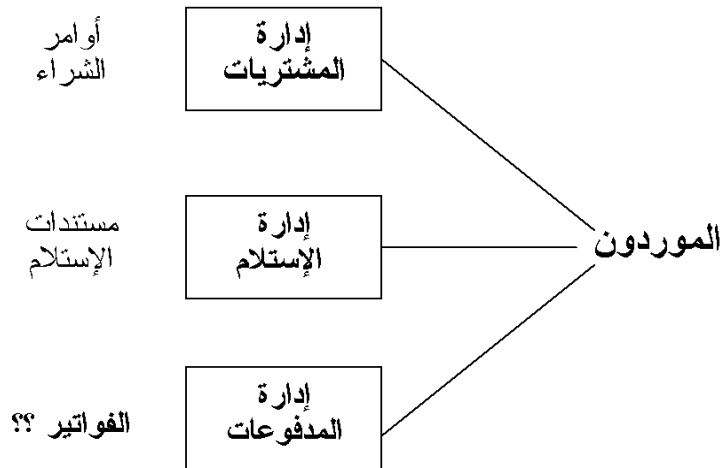 أوامر
الشراء
إدارة
المشتريات
مستندات
الإستلام
إدارة
الإستلام
الموردون
الفواتير ؟؟
إدارة
المدفوعات